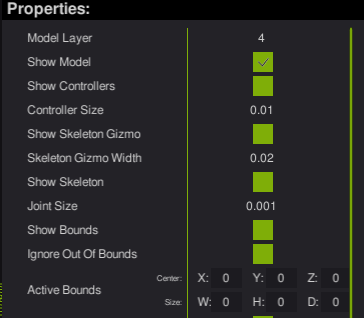 Properties:
Model Layer 4
Show Model
Show Controllers
Controller Size 0.01
Show Skeleton Gizmo
Skeleton Gizmo Width 0.02
Show Skeleton
Joint Size 0.001
Show Bounds
Ignore Out Of Bounds
Active Bounds
Center: X: 0 Y: 0 Z: 0
Size: W: 0 H: 0 D: 0